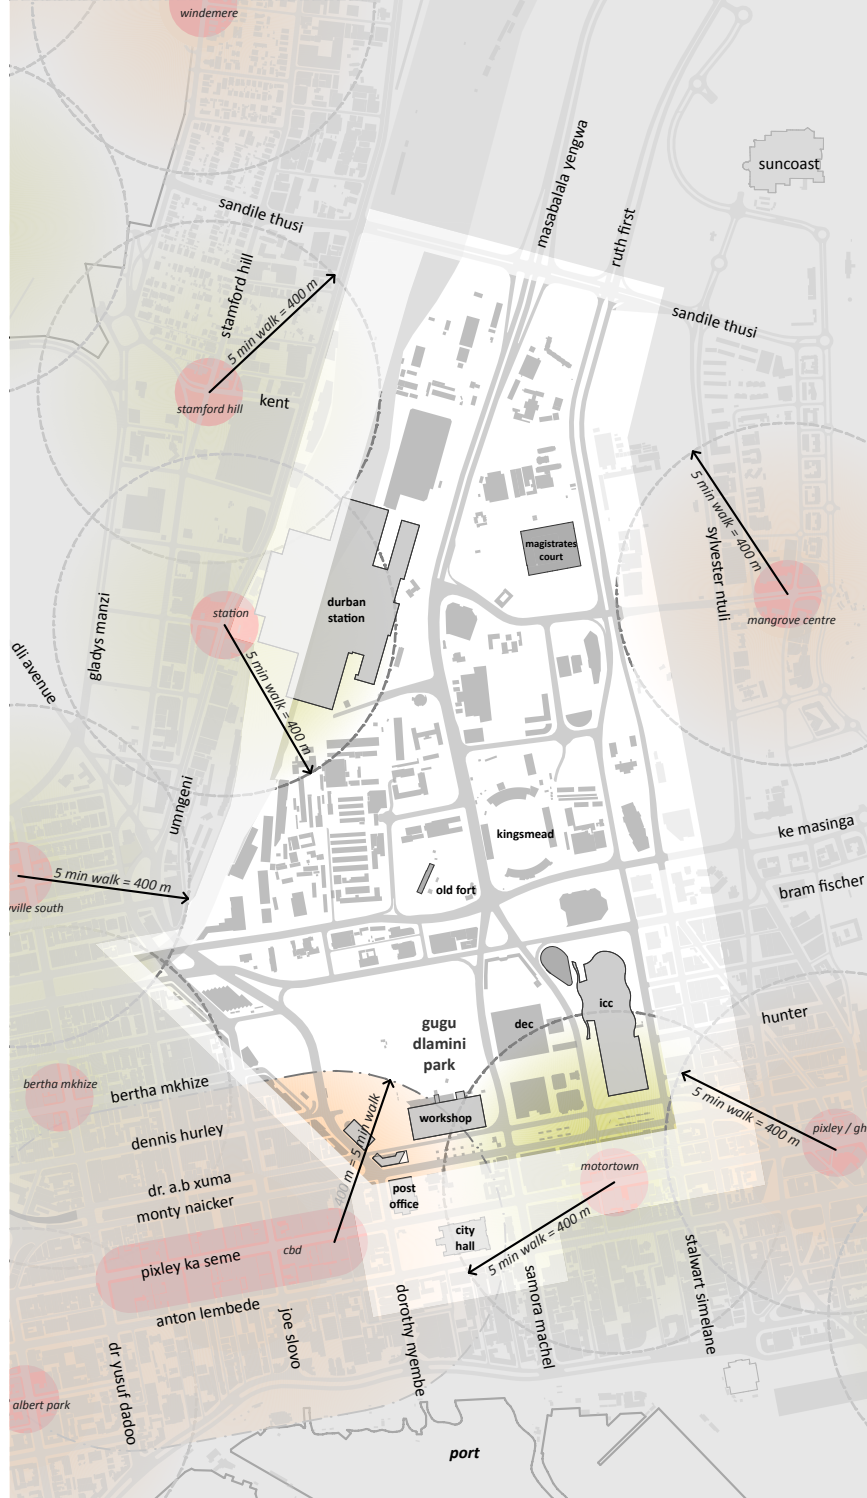 windemere
suncoast
masabalala yengwa
ruth first
sandile thusi
stamford hill
5 min walk = 400 m
sandile thusi
stamford hill
kent
5 min walk = 400 m
sylvester ntuli
magistrates
court
durban
station
station
mangrove centre
gladys manzi
dli avenue
5 min walk = 400 m
umngeni
kingsmead
ke masinga
5 min walk = 400 m
old fort
bram fischer
yville south
icc
hunter
dec
gugu
dlamini
park
bertha mkhize
bertha mkhize
workshop
5 min walk = 400 m
pixley / gh
dennis hurley
400 m = 5 min walk
motortown
dr. a.b xuma
monty naicker
post
office
city
hall
5 min walk = 400 m
cbd
pixley ka seme
samora machel
stalwart simelane
anton lembede
joe slovo
dorothy nyembe
dr yusuf dadoo
albert park
port